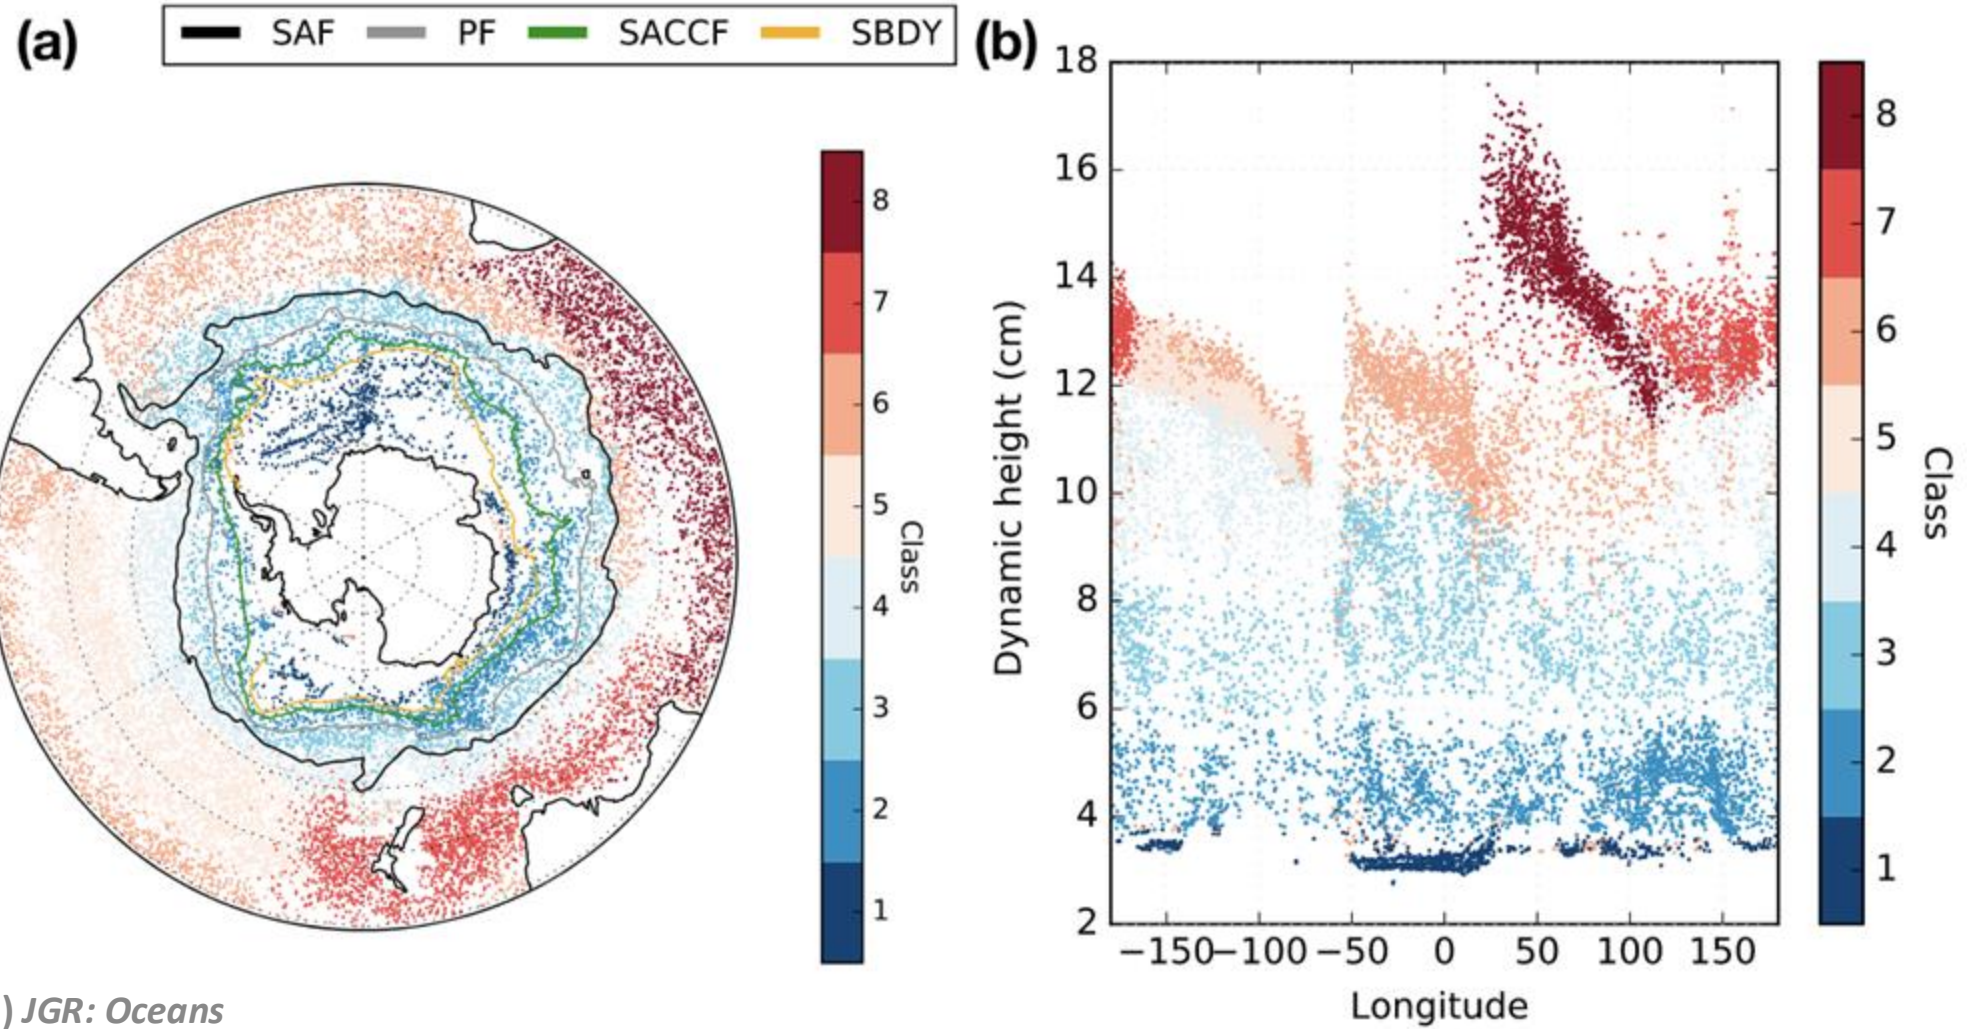 (a)
SAF PF SACCF SBDY
8
7
6
5
4
3
2
1
Class
(b)
18
16
14
12
10
8
6
4
2
Dynamic height (cm)
−150 −100 −50 0 50 100 150
Longitude
8
7
6
5
4
3
2
1
Class
) JGR: Oceans